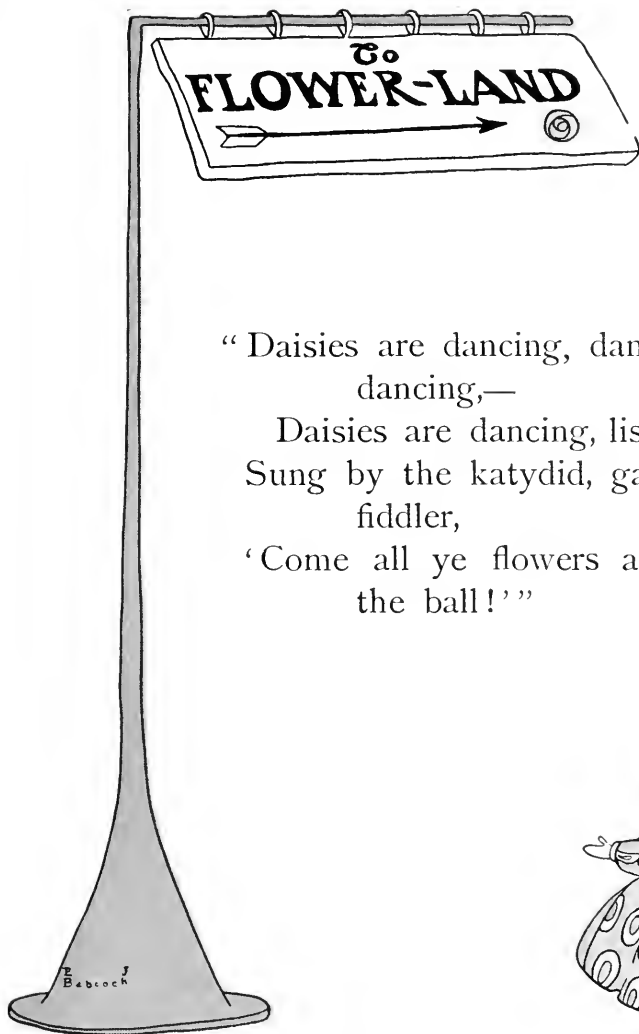 To
FLOWER-LAND
“Daisies are dancing, dan
dancing,—
Daisies are dancing, lis
Sung by the katydid, ga
fiddler,
‘Come all ye flowers a
the ball!’”
P J
Babcock